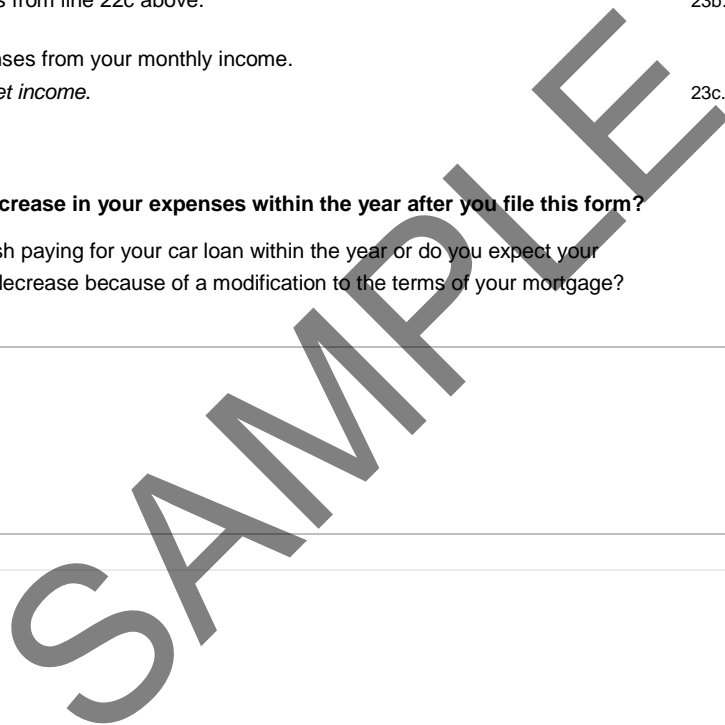 s from line 22c above. 23b.
nses from your monthly income.
et income. 23c.
crease in your expenses within the year after you file this form?
sh paying for your car loan within the year or do you expect your
decrease because of a modification to the terms of your mortgage?
SAMPLE